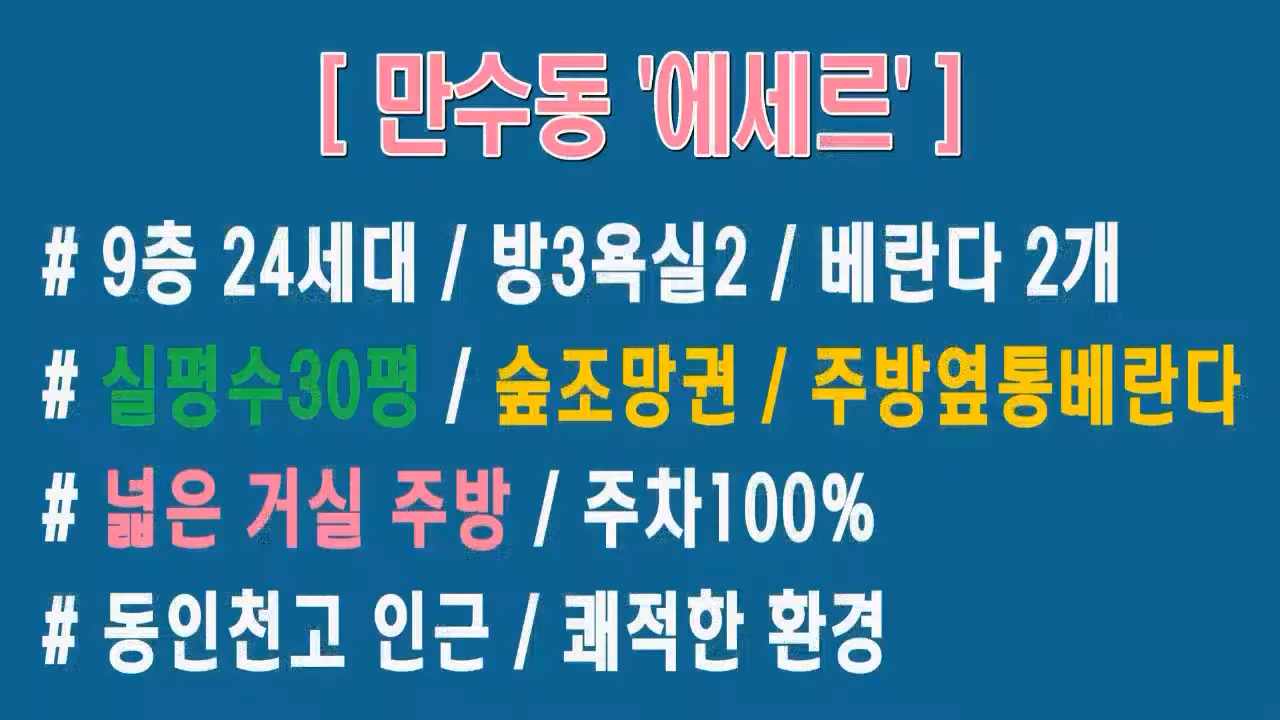 [ 만수동 '에세르' ]
# 9층 24세대 / 방3욕실2 / 베란다 2개
# 실평수30평 / 숲조망권 / 주방옆통베란다
# 넓은 거실 주방 / 주차100%
# 동인천고 인근 / 쾌적한 환경